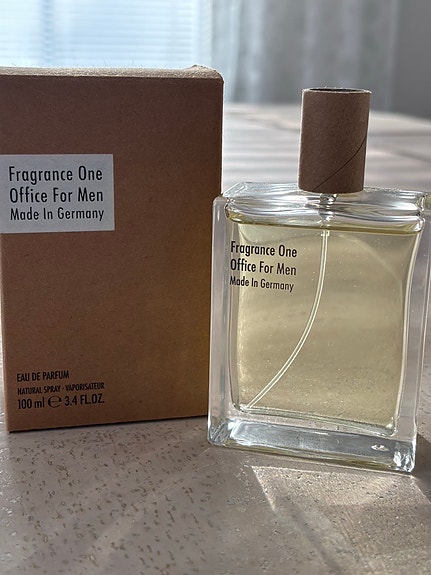 Fragrance One
Office For Men
Made In Germany
EAU DE PARFUM
NATURAL SPRAY · VAPORISATEUR
100 ml ℮ 3.4 FL.OZ.
Fragrance One
Office For Men
Made In Germany